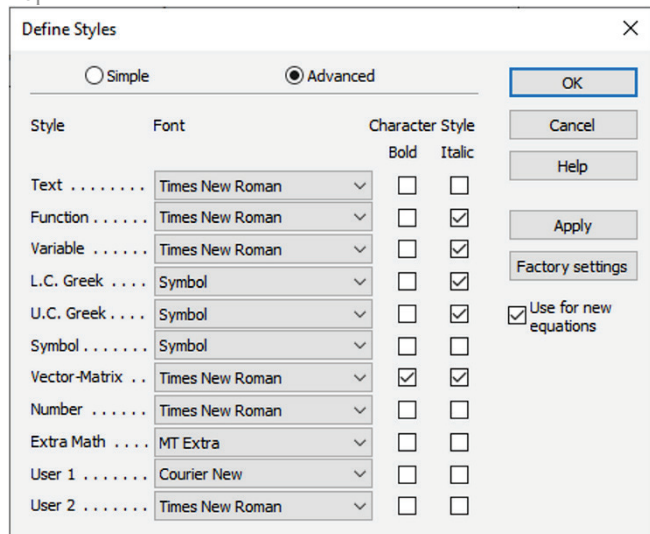 Define Styles
Simple Advanced OK
Style Font Character Style Cancel
Bold Italic Help
Text ........ Times New Roman
Function ...... Times New Roman Apply
Variable ...... Times New Roman
L.C. Greek .... Symbol Factory settings
U.C. Greek .... Symbol Use for new equations
Symbol ....... Symbol
Vector-Matrix .. Times New Roman
Number ...... Times New Roman
Extra Math .... MT Extra
User 1 ....... Courier New
User 2 ....... Times New Roman